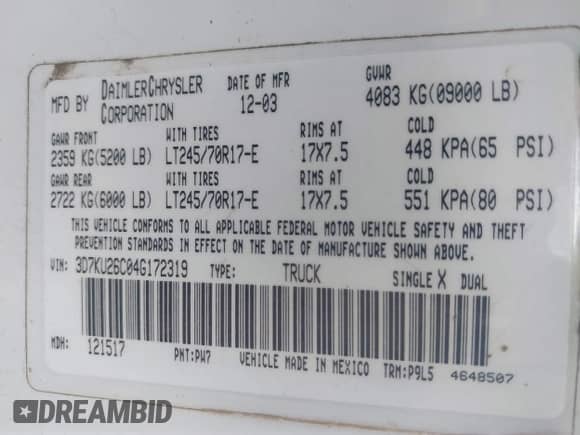 MFD BY DAIMLERCHRYSLER CORPORATION DATE OF MFR 12-03 GVWR 4083 KG(09000 LB)
GAWR FRONT WITH TIRES RIMS AT COLD
2359 KG(5200 LB) LT245/70R17-E 17X7.5 448 KPA(65 PSI)
GAWR REAR WITH TIRES RIMS AT COLD
2722 KG(6000 LB) LT245/70R17-E 17X7.5 551 KPA(80 PSI)
THIS VEHICLE CONFORMS TO ALL APPLICABLE FEDERAL MOTOR VEHICLE SAFETY AND THEFT
PREVENTION STANDARDS IN EFFECT ON THE DATE OF MANUFACTURE SHOWN ABOVE.
VIN: 3D7KU26C04G172319 TYPE: TRUCK SINGLE X DUAL
MDH: 121517 PNT:PW7 VEHICLE MADE IN MEXICO TRM:P9L5 4648507
DREAMBID